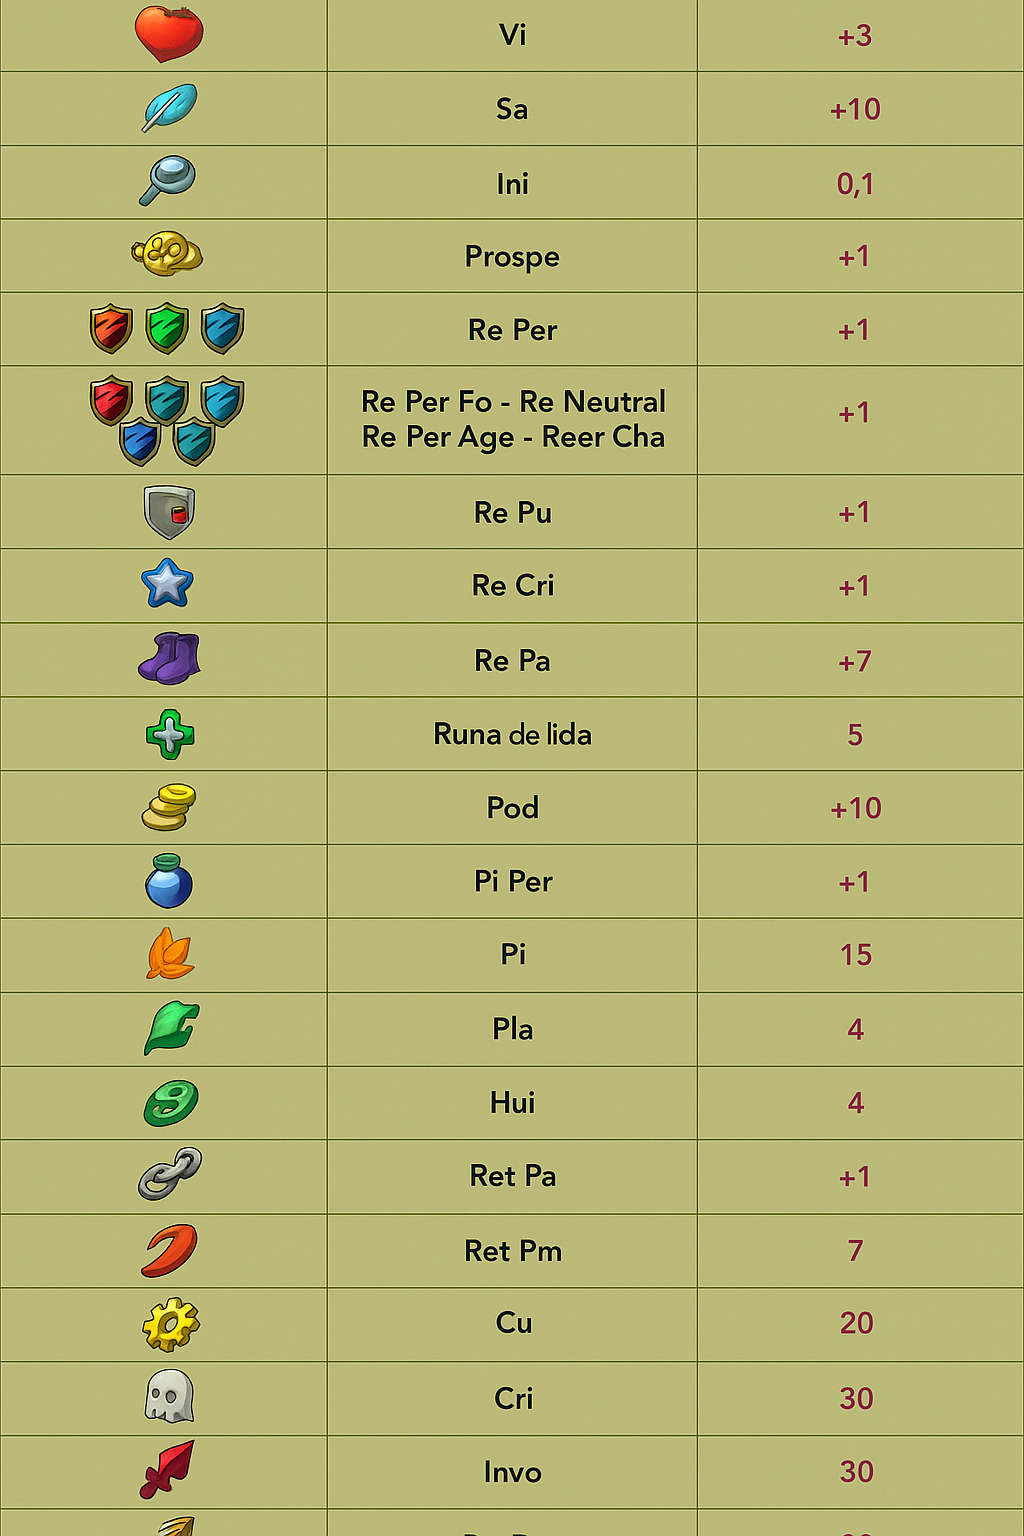 Vi +3
Sa +10
Ini 0,1
Prospe +1
Re Per +1
Re Per Fo - Re Neutral
Re Per Age - Reer Cha
+1
Re Pu +1
Re Cri +1
Re Pa +7
Runa de lida 5
Pod +10
Pi Per +1
Pi 15
Pla 4
Hui 4
Ret Pa +1
Ret Pm 7
Cu 20
Cri 30
Invo 30